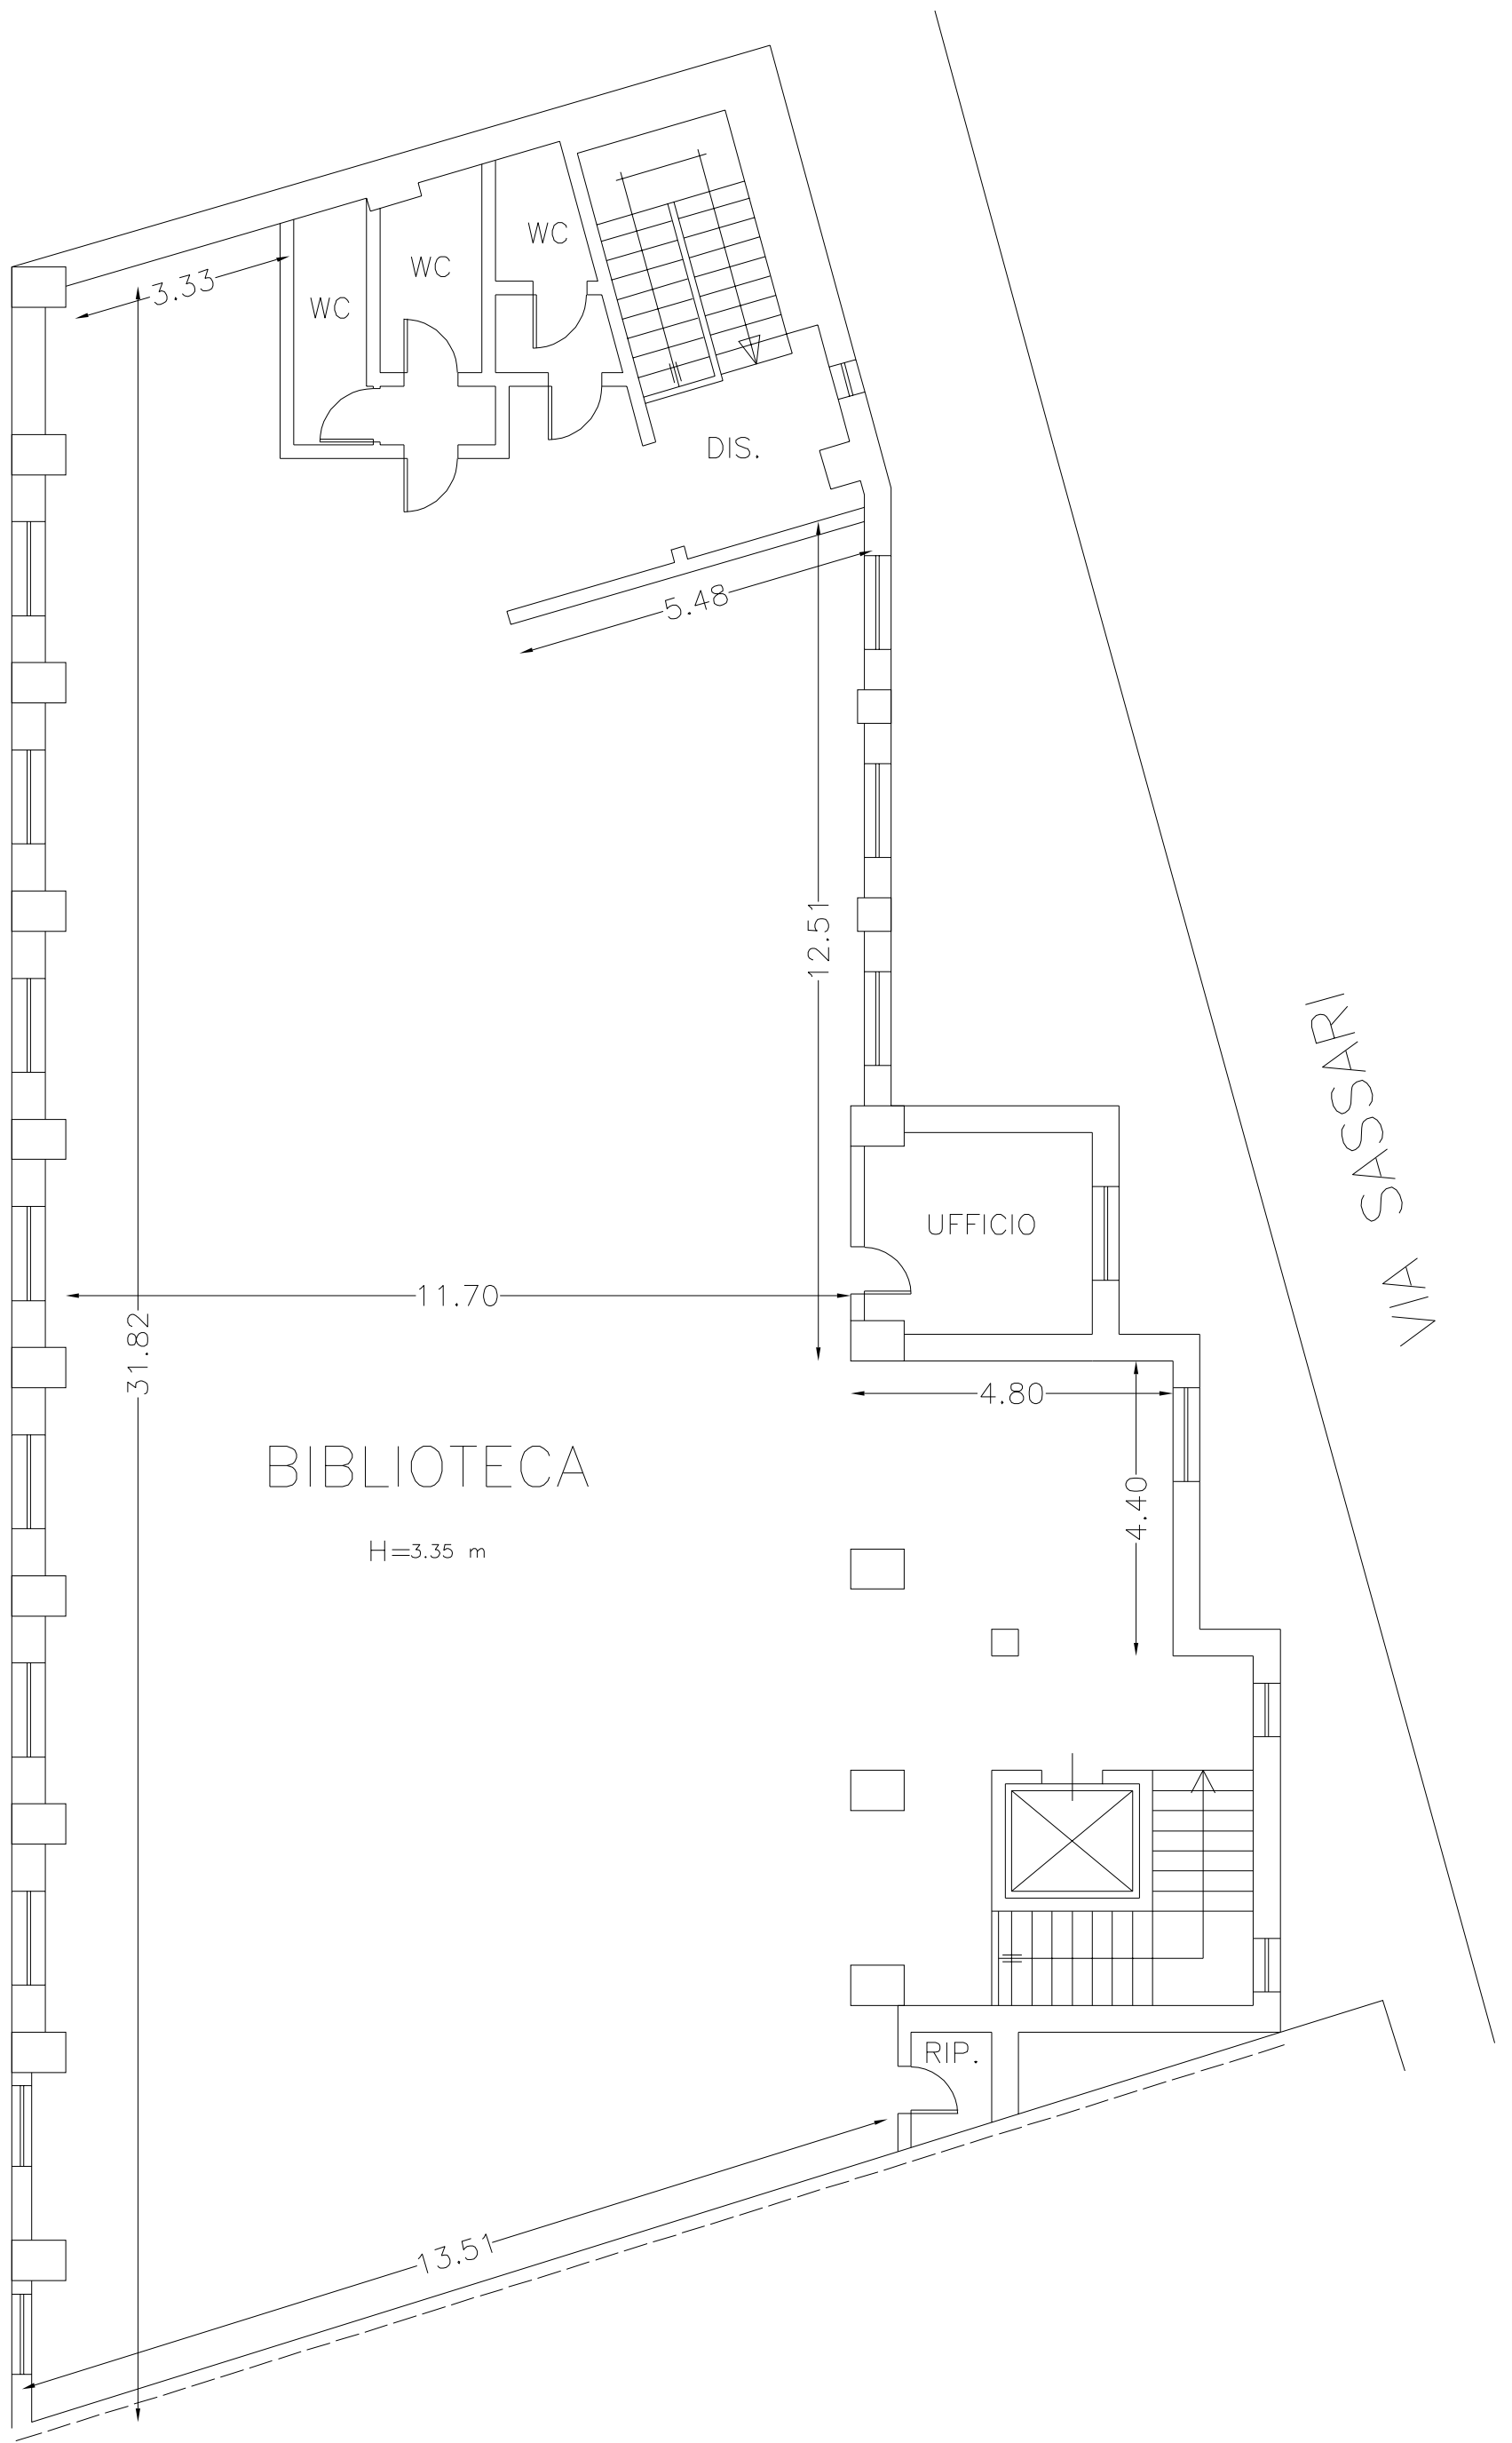 WC
WC
3.33
WC
DIS.
5.48
12.51
VIA SASSARI
UFFICIO
11.70
31.82
4.80
BIBLIOTECA
4.40
H=3.35 m
RIP.
13.51